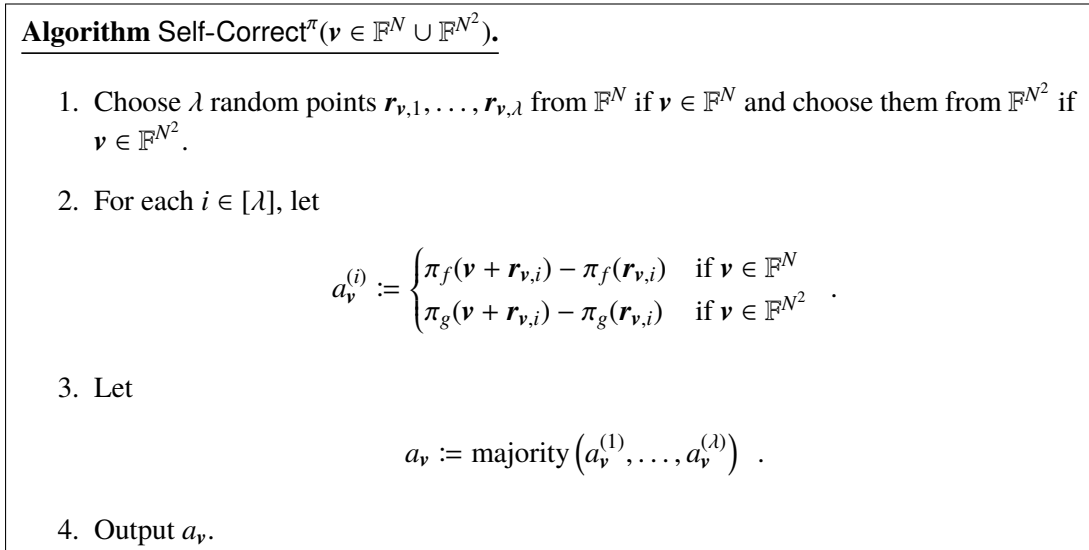 Algorithm Self-Correct^π(𝒗 ∈ 𝔽^N ∪ 𝔽^{N^2}).
1. Choose λ random points 𝒓_{𝒗,1}, . . . , 𝒓_{𝒗,λ} from 𝔽^N if 𝒗 ∈ 𝔽^N and choose them from 𝔽^{N^2} if
𝒗 ∈ 𝔽^{N^2}.
2. For each i ∈ [λ], let
a_𝒗^{(i)} ≔ { π_f(𝒗 + 𝒓_{𝒗,i}) − π_f(𝒓_{𝒗,i}) if 𝒗 ∈ 𝔽^N
π_g(𝒗 + 𝒓_{𝒗,i}) − π_g(𝒓_{𝒗,i}) if 𝒗 ∈ 𝔽^{N^2} .
3. Let
a_𝒗 ≔ majority(a_𝒗^{(1)}, . . . , a_𝒗^{(λ)}) .
4. Output a_𝒗.